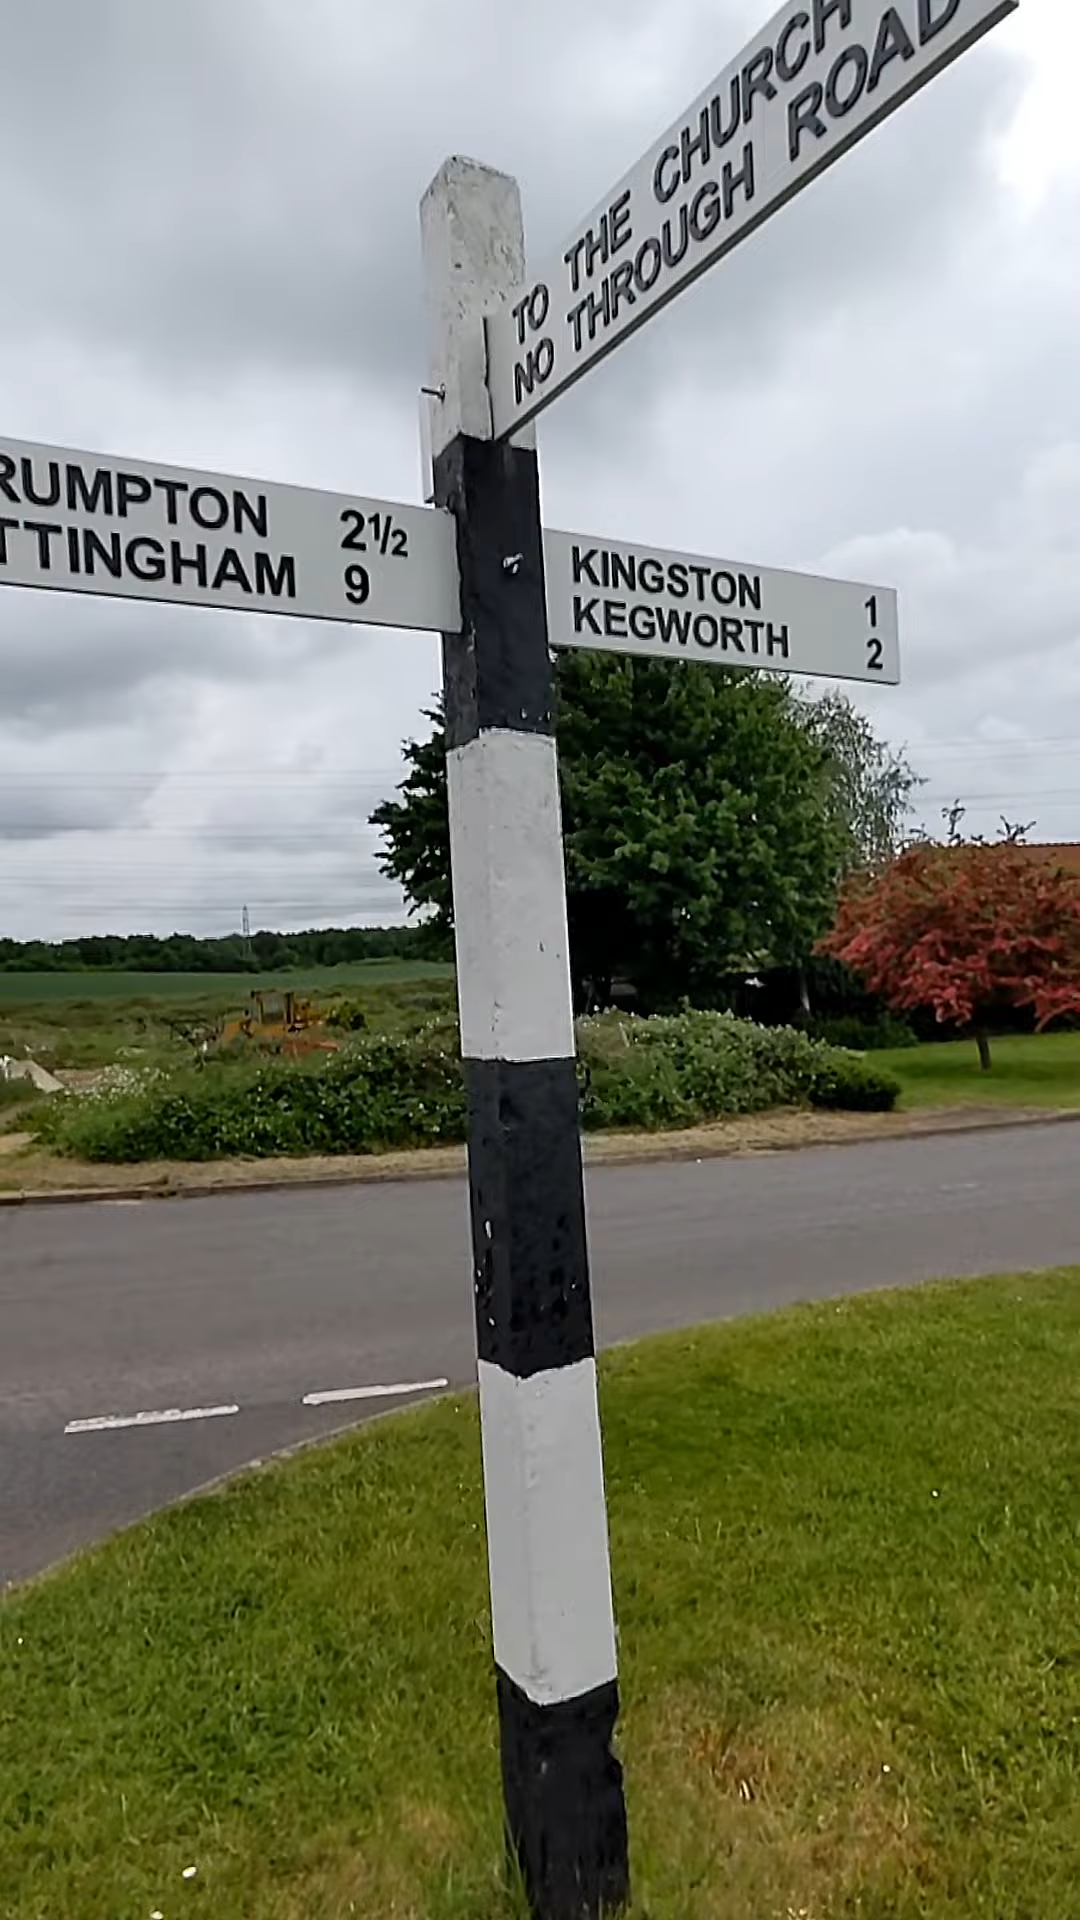 TO THE CHURCH
NO THROUGH ROAD
RUMPTON 2½
TTINGHAM 9
KINGSTON 1
KEGWORTH 2